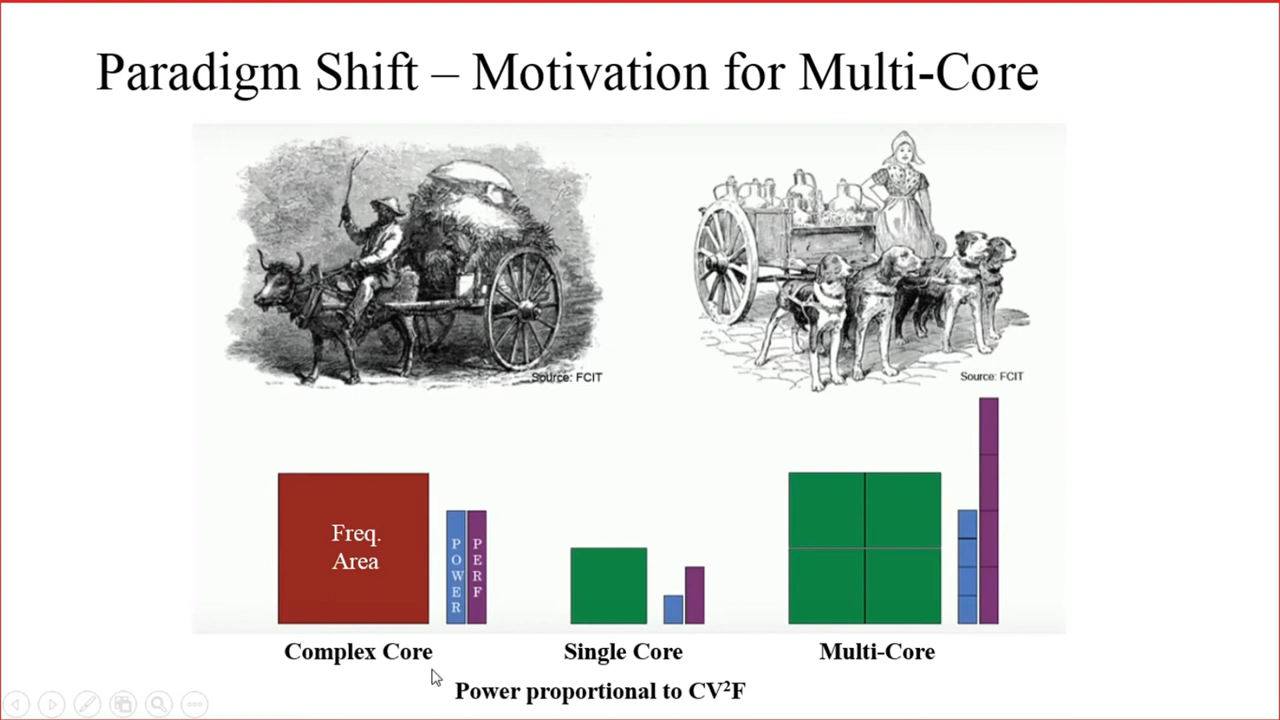 Paradigm Shift – Motivation for Multi-Core
Source: FCIT
Source: FCIT
Freq.
Area
POWER
PERF
Complex Core
Single Core
Multi-Core
Power proportional to CV²F